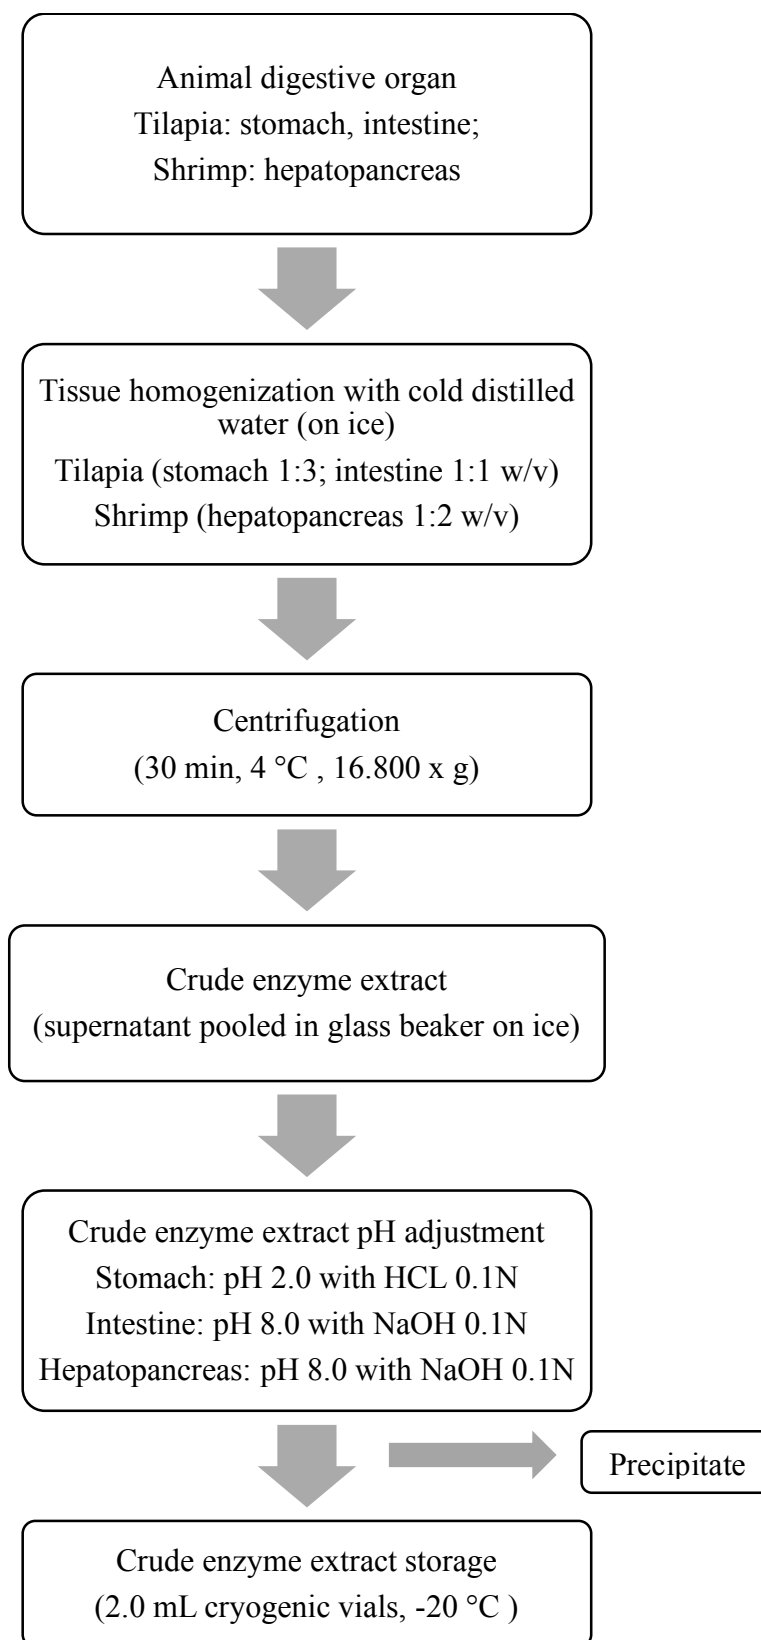 Animal digestive organ
Tilapia: stomach, intestine;
Shrimp: hepatopancreas
Tissue homogenization with cold distilled
water (on ice)
Tilapia (stomach 1:3; intestine 1:1 w/v)
Shrimp (hepatopancreas 1:2 w/v)
Centrifugation
(30 min, 4 °C , 16.800 x g)
Crude enzyme extract
(supernatant pooled in glass beaker on ice)
Crude enzyme extract pH adjustment
Stomach: pH 2.0 with HCL 0.1N
Intestine: pH 8.0 with NaOH 0.1N
Hepatopancreas: pH 8.0 with NaOH 0.1N
Precipitate
Crude enzyme extract storage
(2.0 mL cryogenic vials, -20 °C )